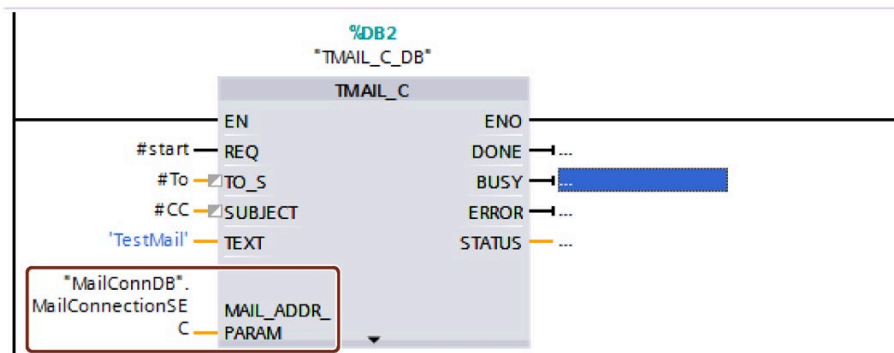 %DB2
"TMAIL_C_DB"
TMAIL_C
EN ENO
#start REQ DONE ...
#To TO_S BUSY ...
#CC SUBJECT ERROR ...
'TestMail' TEXT STATUS ...
"MailConnDB".
MailConnectionSE
C
MAIL_ADDR_
PARAM